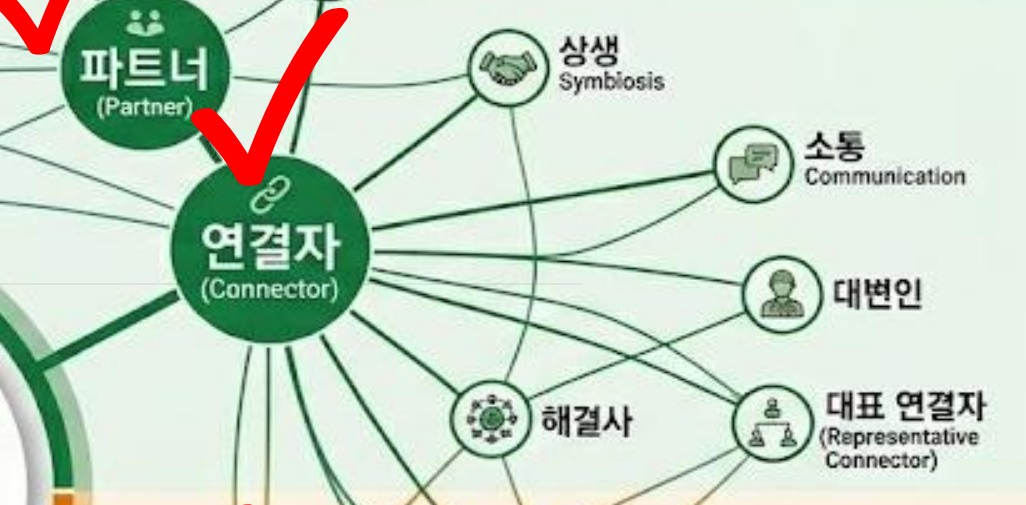 파트너
(Partner)
상생
Symbiosis
소통
Communication
연결자
(Connector)
대변인
해결사
대표 연결자
(Representative
Connector)